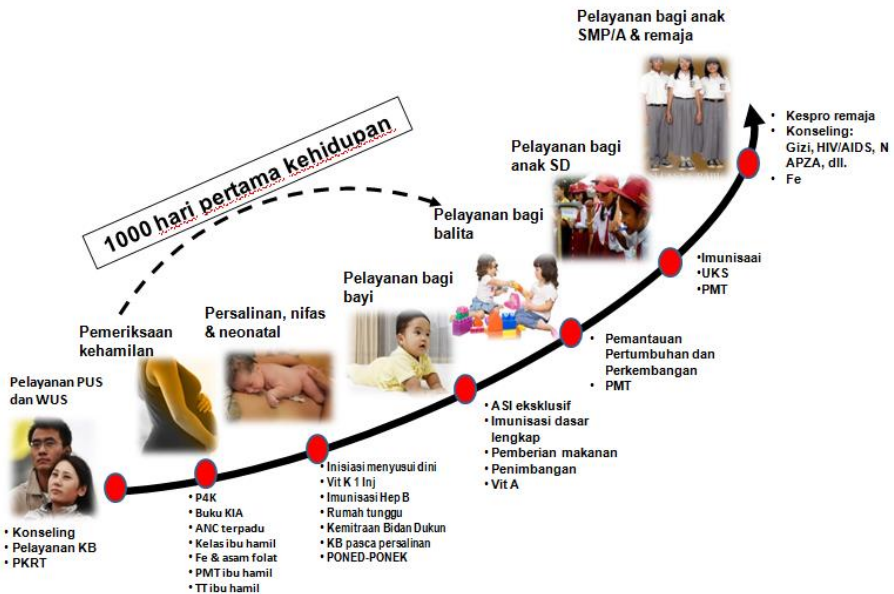 Pelayanan bagi anak
SMP/A & remaja
• Kespro remaja
• Konseling:
Gizi, HIV/AIDS, N
APZA, dll.
• Fe
1000 hari pertama kehidupan
Pelayanan bagi
anak SD
•Imunisaai
•UKS
•PMT
Pelayanan bagi
balita
• Pemantauan
Pertumbuhan dan
Perkembangan
• PMT
Pelayanan bagi
bayi
• ASI eksklusif
• Imunisasi dasar
lengkap
• Pemberian makanan
• Penimbangan
• Vit A
Persalinan, nifas
& neonatal
•Inisiasi menyusui dini
• Vit K 1 Inj
• Imunisasi Hep B
• Rumah tunggu
• Kemitraan Bidan Dukun
• KB pasca persalinan
• PONED-PONEK
Pemeriksaan
kehamilan
• P4K
• Buku KIA
• ANC terpadu
• Kelas ibu hamil
• Fe & asam folat
• PMT ibu hamil
• TT ibu hamil
Pelayanan PUS
dan WUS
• Konseling
• Pelayanan KB
• PKRT